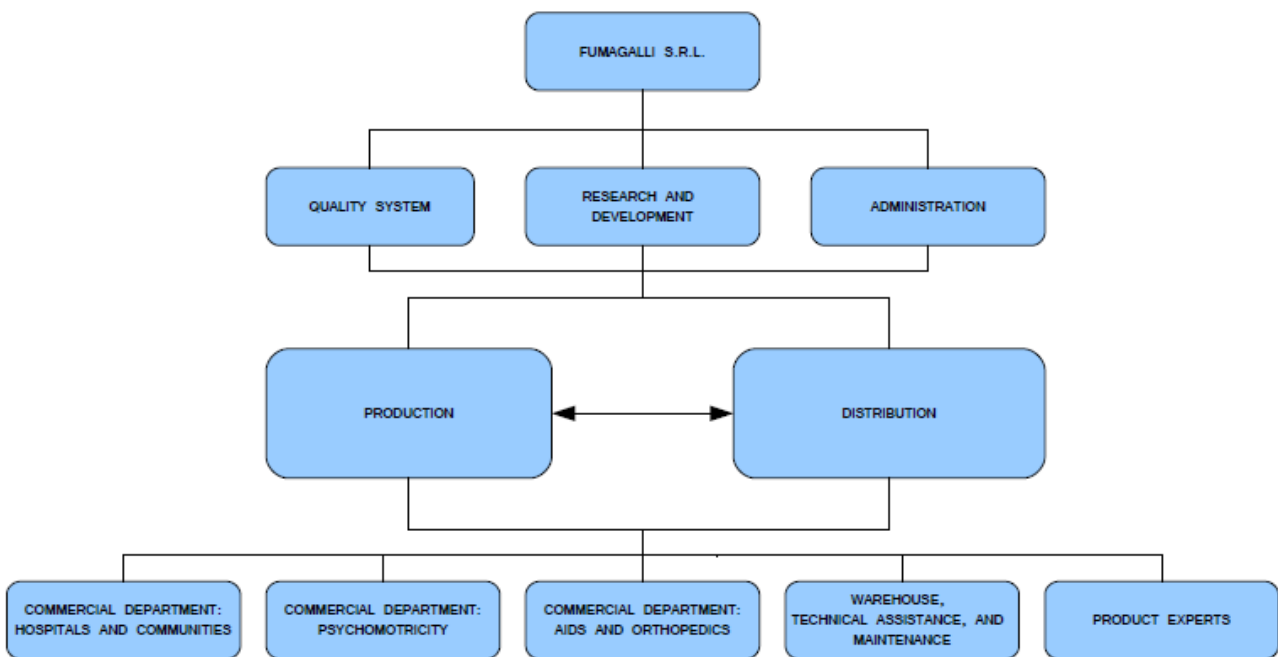 FUMAGALLI S.R.L.
QUALITY SYSTEM
RESEARCH AND
DEVELOPMENT
ADMINISTRATION
PRODUCTION
DISTRIBUTION
COMMERCIAL DEPARTMENT:
HOSPITALS AND COMMUNITIES
COMMERCIAL DEPARTMENT:
PSYCHOMOTRICITY
COMMERCIAL DEPARTMENT:
AIDS AND ORTHOPEDICS
WAREHOUSE,
TECHNICAL ASSISTANCE, AND
MAINTENANCE
PRODUCT EXPERTS